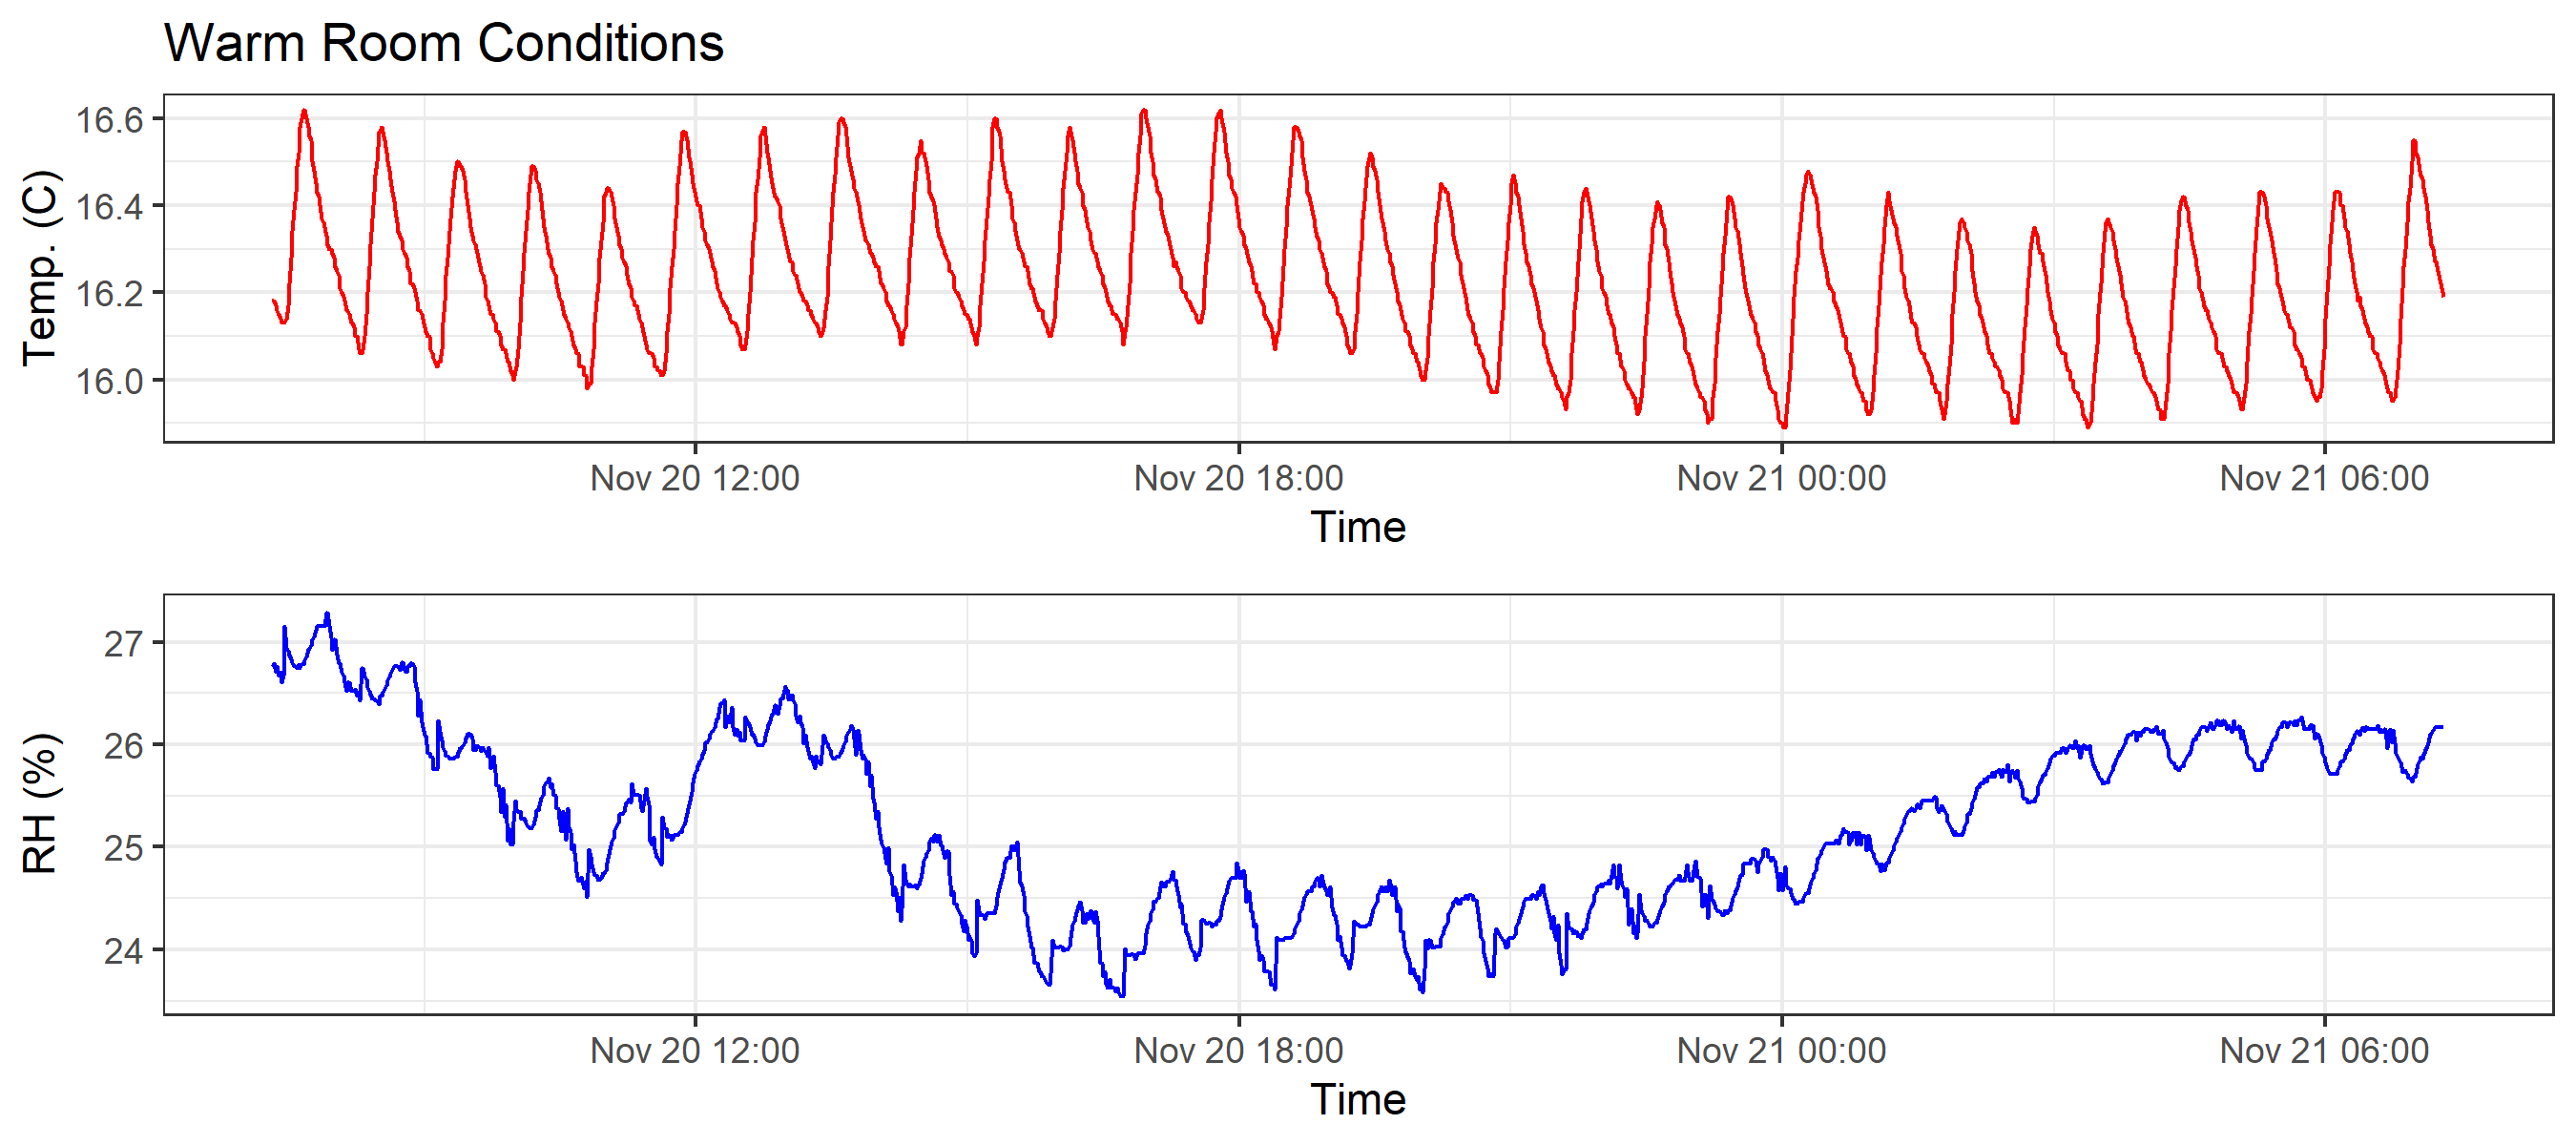 Warm Room Conditions
Temp. (C)
16.6
16.4
16.2
16.0
Nov 20 12:00 Nov 20 18:00 Nov 21 00:00 Nov 21 06:00
Time
RH (%)
27
26
25
24
Nov 20 12:00 Nov 20 18:00 Nov 21 00:00 Nov 21 06:00
Time